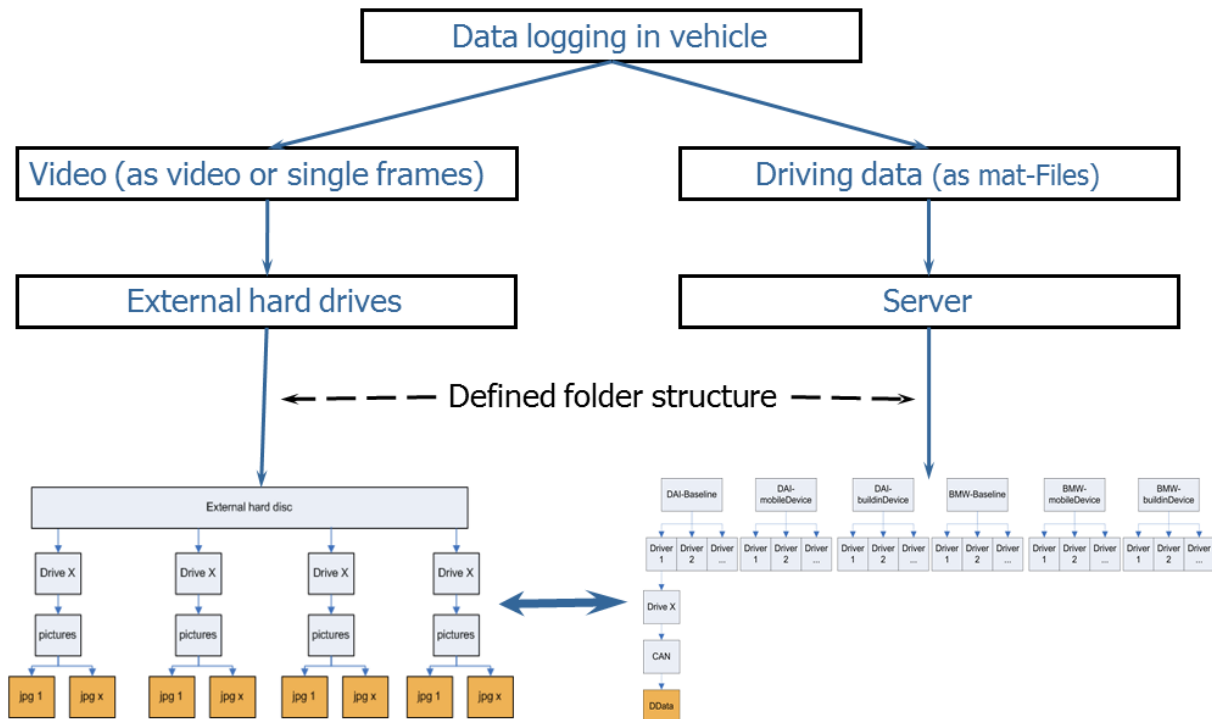 Data logging in vehicle
Video (as video or single frames)
Driving data (as mat-Files)
External hard drives
Server
Defined folder structure
External hard disc
Drive X
Drive X
Drive X
Drive X
pictures
pictures
pictures
pictures
jpg 1
jpg x
jpg 1
jpg x
jpg 1
jpg x
jpg 1
jpg x
DAI-Baseline
DAI-
mobileDevice
DAI-
buildinDevice
BMW-Baseline
BMW-
mobileDevice
BMW-
buildinDevice
Driver
1
Driver
2
Driver
...
Driver
1
Driver
2
Driver
...
Driver
1
Driver
2
Driver
...
Driver
1
Driver
2
Driver
...
Driver
1
Driver
2
Driver
...
Driver
1
Driver
2
Driver
...
Drive X
CAN
DData